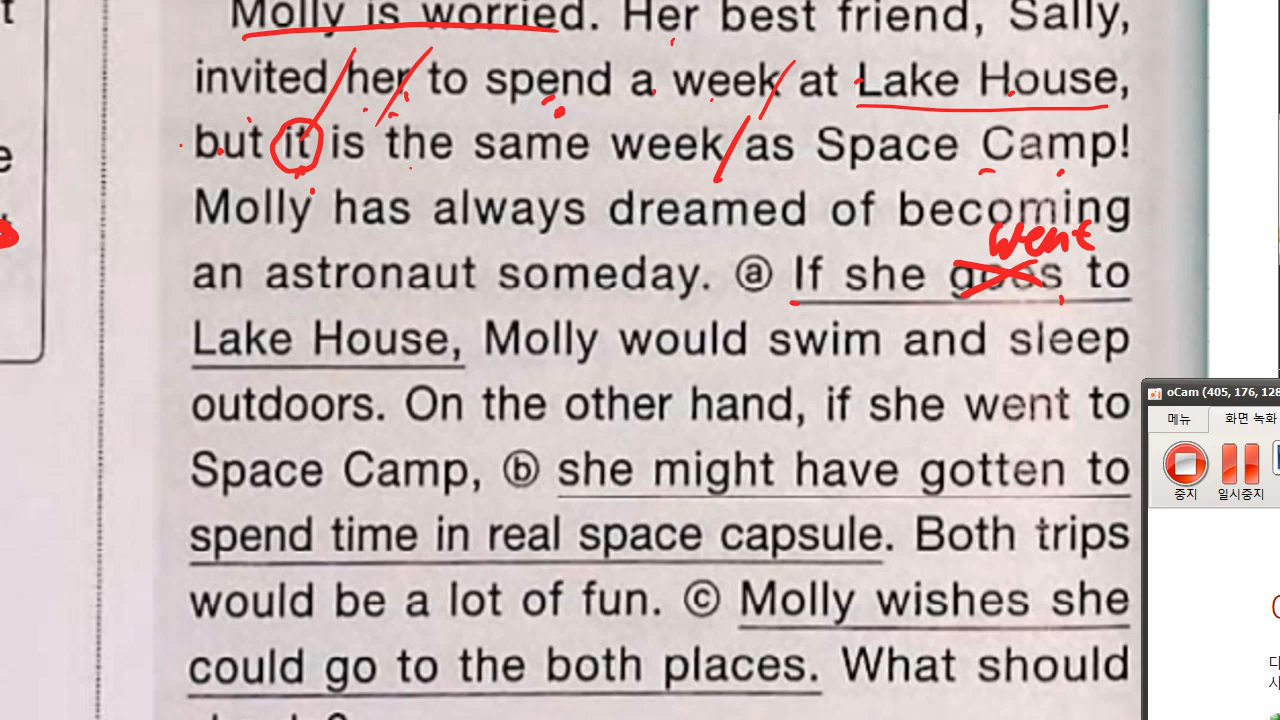 Molly is worried. Her best friend, Sally,
invited her to spend a week at Lake House,
but it is the same week as Space Camp!
Molly has always dreamed of becoming
went
an astronaut someday. ⓐ If she goes to
Lake House, Molly would swim and sleep
outdoors. On the other hand, if she went to
Space Camp, ⓑ she might have gotten to
spend time in real space capsule. Both trips
would be a lot of fun. ⓒ Molly wishes she
could go to the both places. What should
oCam (405, 176, 128
메뉴
화면 녹화
중지
일시중지